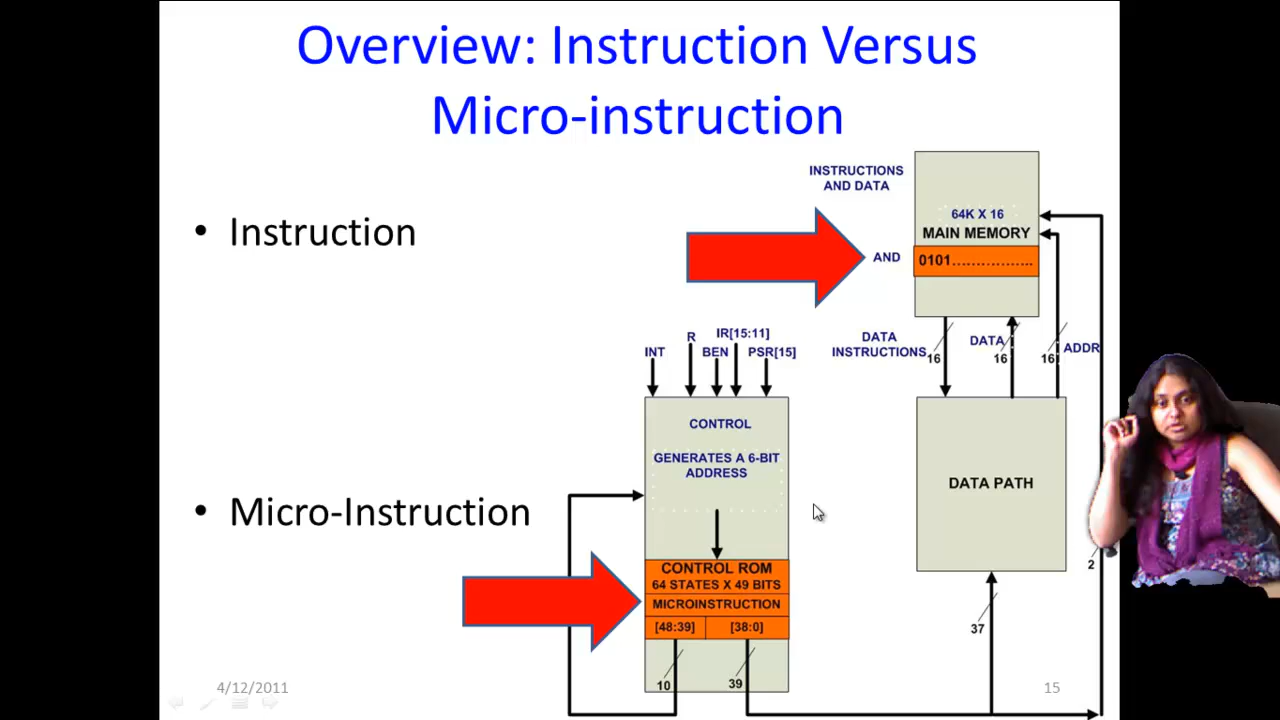 Overview: Instruction Versus
Micro-instruction
• Instruction
INSTRUCTIONS
AND DATA
64K X 16
MAIN MEMORY
AND
0101……………..
DATA
INSTRUCTIONS
16
DATA
16
16
ADDR
INT
R
BEN
IR[15:11]
PSR[15]
CONTROL
GENERATES A 6-BIT
ADDRESS
DATA PATH
• Micro-Instruction
CONTROL ROM
64 STATES X 49 BITS
MICROINSTRUCTION
[48:39]
[38:0]
10
39
37
2
4/12/2011
15